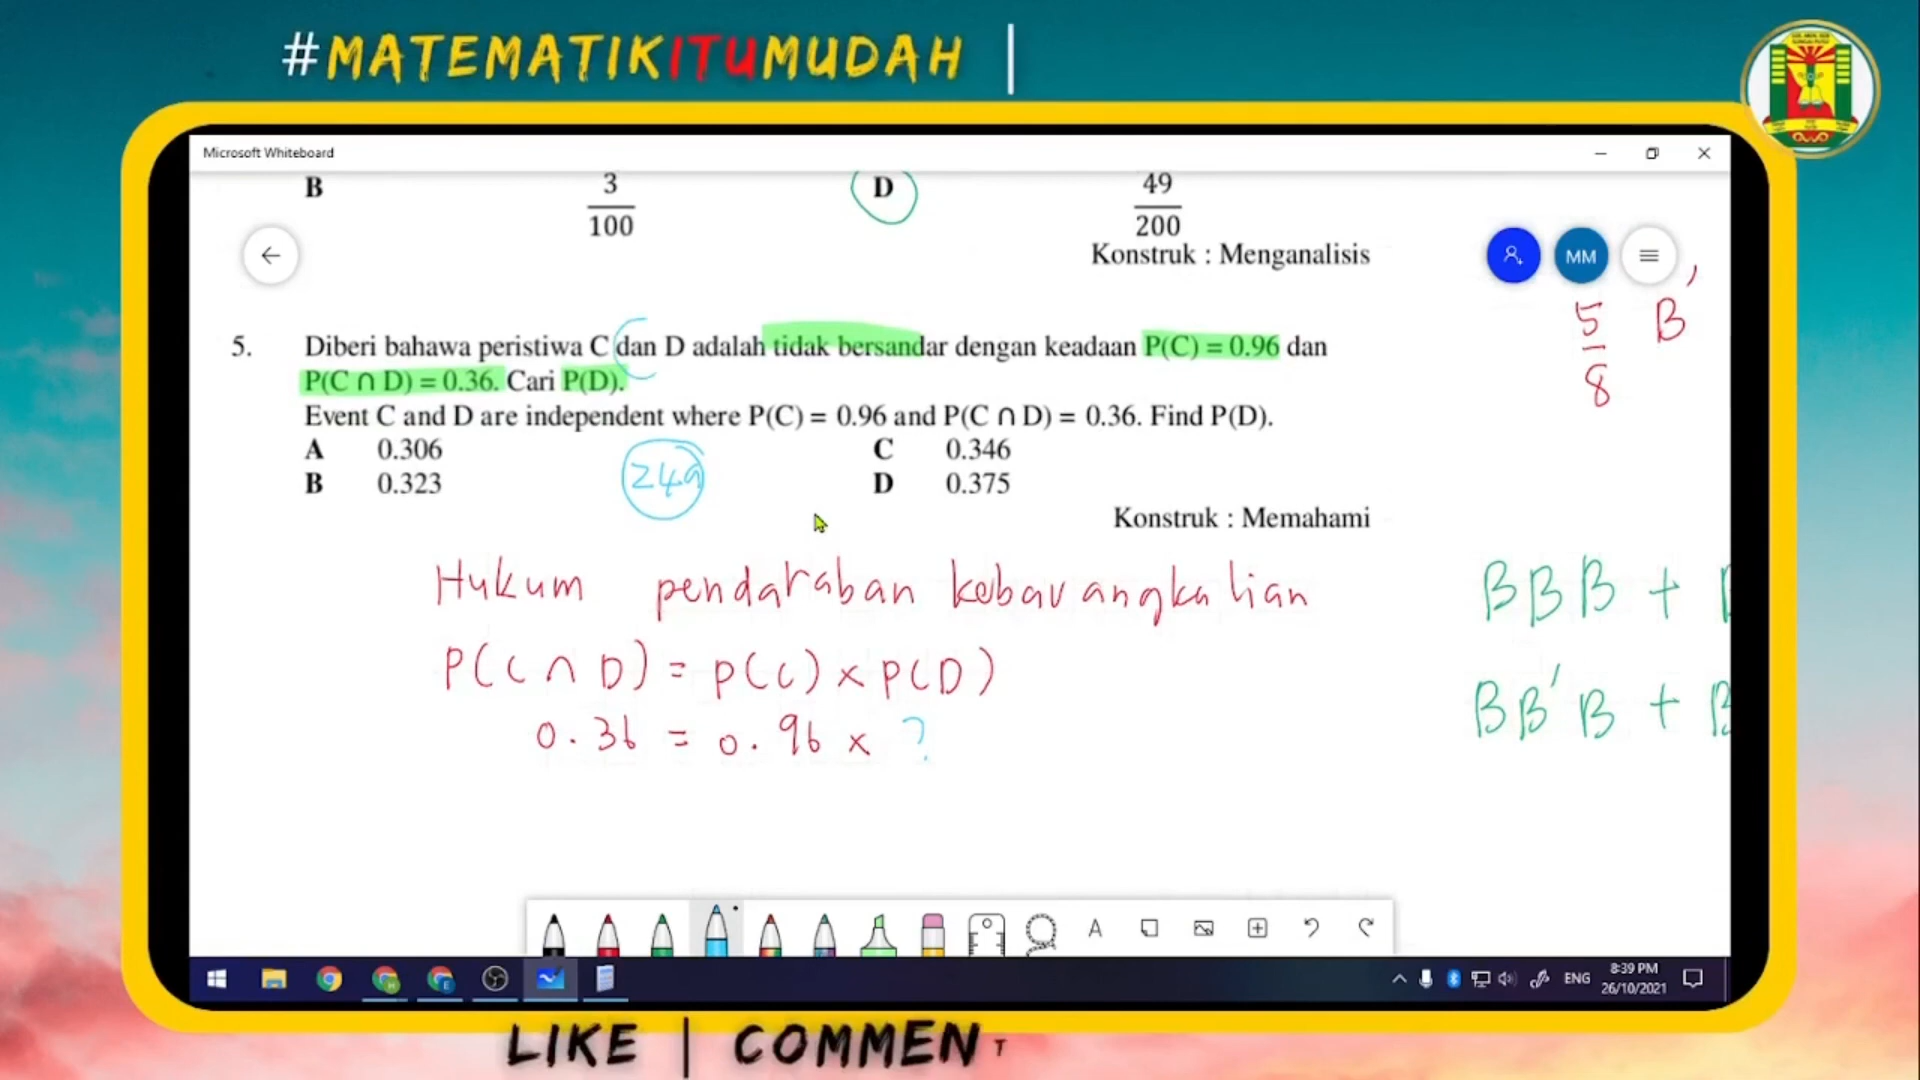 #MATEMATIKITUMUDAH |
Microsoft Whiteboard
B 3/100 D 49/200
Konstruk : Menganalisis
MM
5/8 B'
5. Diberi bahawa peristiwa C dan D adalah tidak bersandar dengan keadaan P(C) = 0.96 dan
P(C ∩ D) = 0.36. Cari P(D).
Event C and D are independent where P(C) = 0.96 and P(C ∩ D) = 0.36. Find P(D).
A 0.306 C 0.346
B 0.323 D 0.375
249
Konstruk : Memahami
Hukum pendaraban kebarangkalian
P(C ∩ D) = P(C) × P(D)
0.36 = 0.96 × ?
BBB +
BB'B + B
A
ENG
8:39 PM
26/10/2021
LIKE | COMMENT